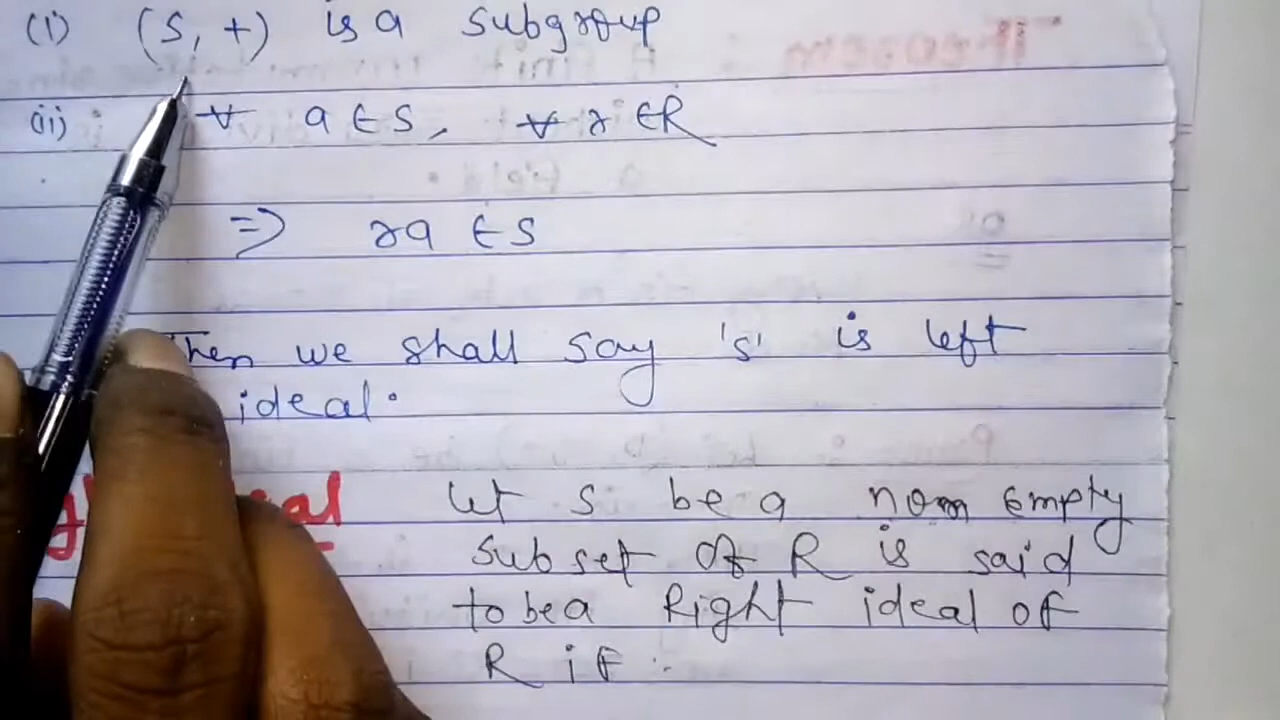 (i) (S, +) is a subgroup
(ii) ∀ a ∈ S, ∀ r ∈ R
⇒ ra ∈ S
Then we shall say 's' is left
ideal.
let S be a non empty
subset of R is said
to be a Right ideal of
R if :-